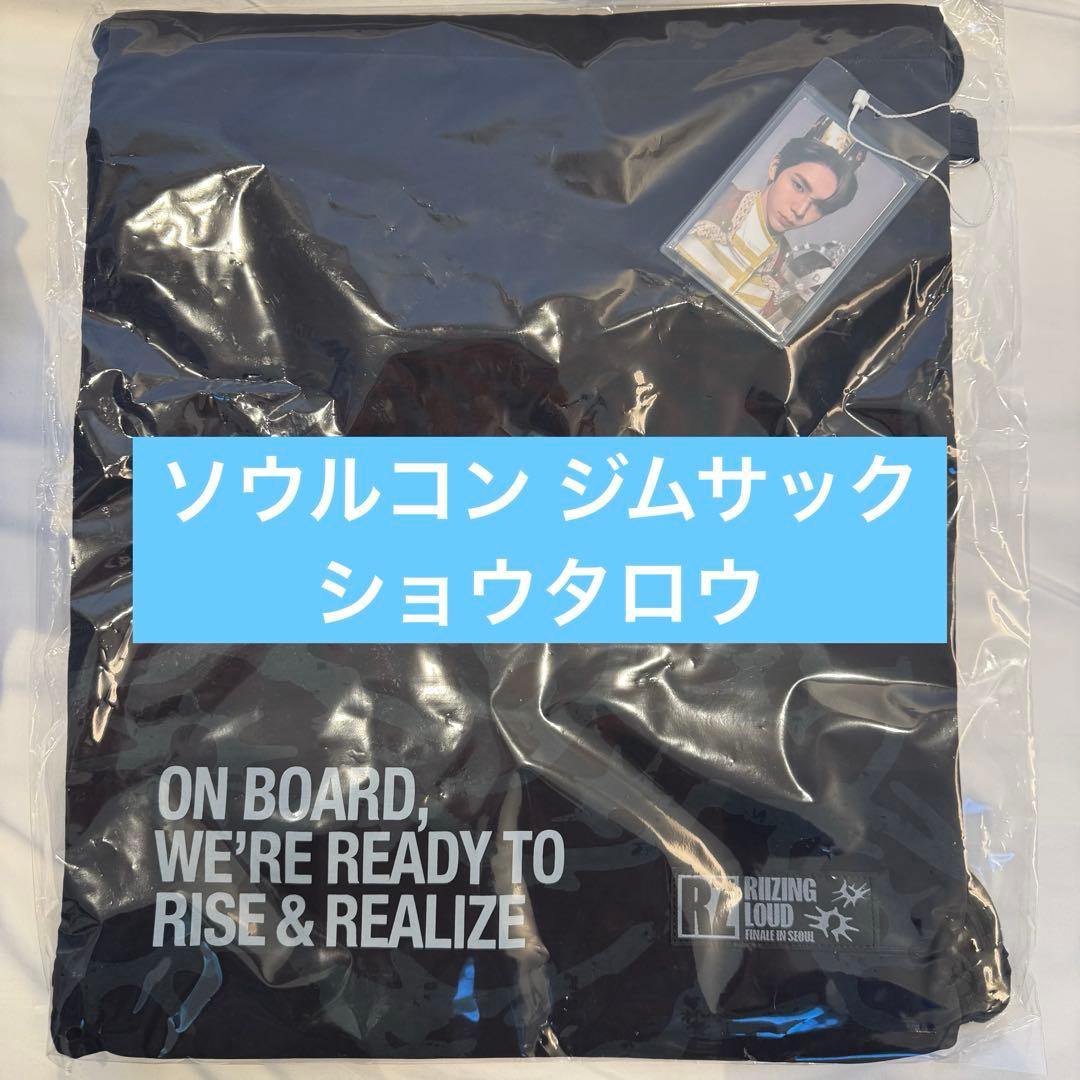 ソウルコン ジムサック
ショウタロウ
ON BOARD,
WE'RE READY TO
RISE & REALIZE
RZ
RIIZING
LOUD
FINALE IN SEOUL